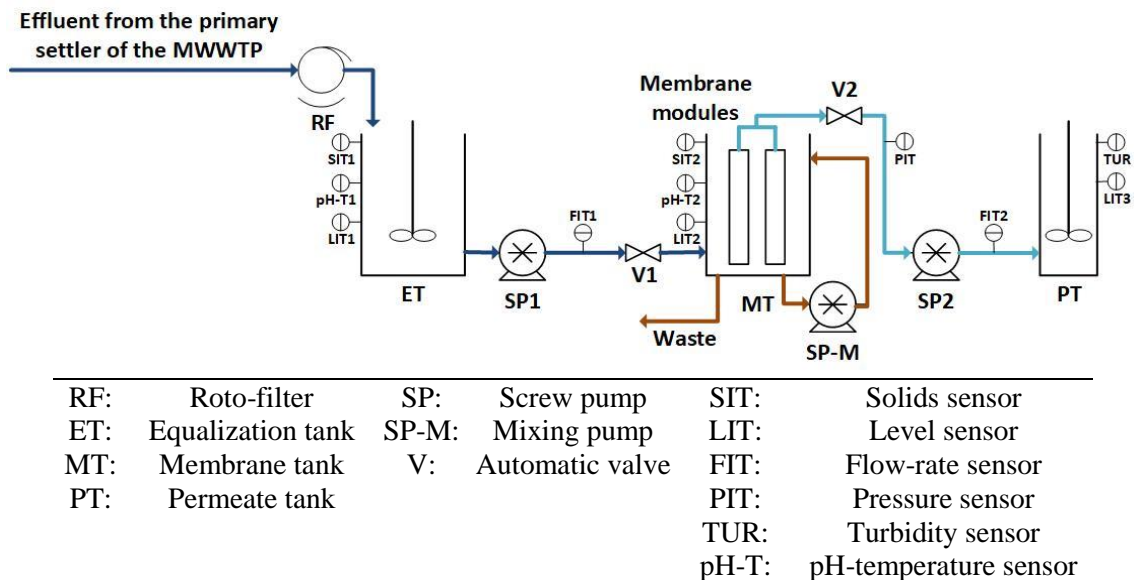 Effluent from the primary
settler of the MWWTP
RF
Membrane
modules
V2
SIT1
pH-T1
LIT1
SIT2
pH-T2
LIT2
PIT
TUR
LIT3
FIT1
FIT2
ET
SP1
V1
MT
SP2
PT
Waste
SP-M
RF: Roto-filter SP: Screw pump SIT: Solids sensor
ET: Equalization tank SP-M: Mixing pump LIT: Level sensor
MT: Membrane tank V: Automatic valve FIT: Flow-rate sensor
PT: Permeate tank PIT: Pressure sensor
TUR: Turbidity sensor
pH-T: pH-temperature sensor